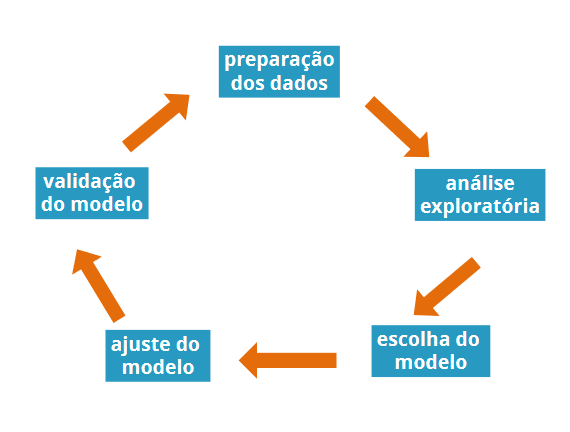 preparação
dos dados
análise
exploratória
escolha do
modelo
ajuste do
modelo
validação
do modelo